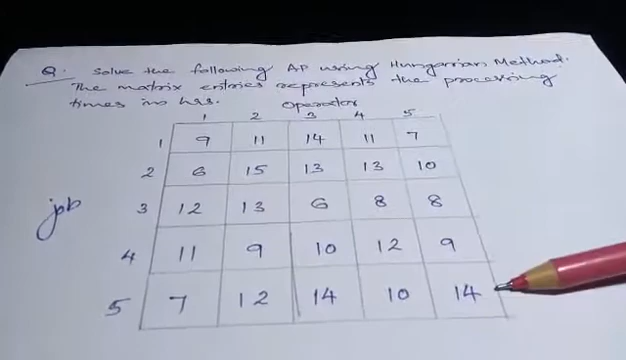 Q. Solve the following AP using Hungarrian Method.
The matrix entries represents the processing
times in hrs.
Operator
1 2 3 4 5
1 9 11 14 11 7
2 6 15 13 13 10
job
3 12 13 6 8 8
4 11 9 10 12 9
5 7 12 14 10 14